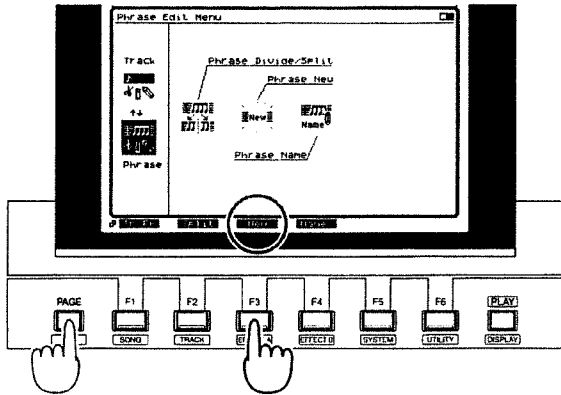 Phrase Edit Menu
Track
Phrase Divide/Split
Phrase New
New
Name
Phrase Name
Phrase
PAGE F1 F2 F3 F4 F5 F6 PLAY
SONG TRACK EFFECT B SYSTEM UTILITY DISPLAY